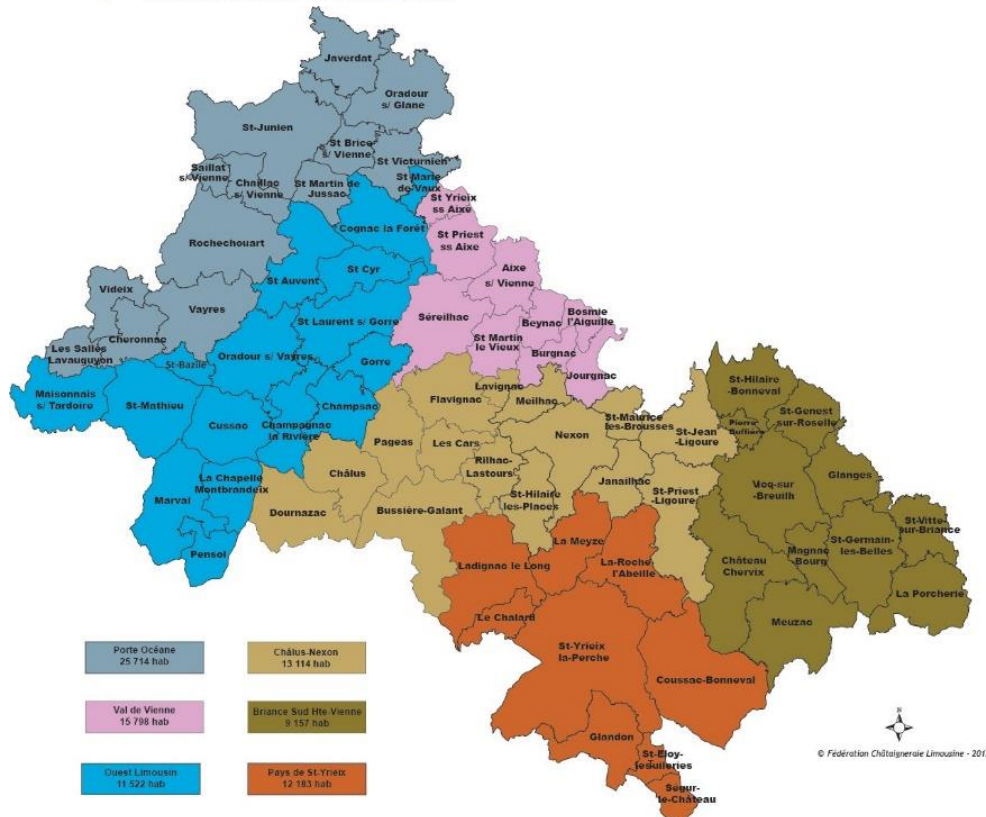 Javerdat
Oradour
s/ Glane
St-Junien
St Brice
s/ Vienne
St Victurnien
Saillat
s/ Vienne
Chaillac
s/ Vienne
St Martin de
Jussac
St Marie
de Vaux
St Yrieix
ss Aixe
Cognac la Forêt
St Priest
ss Aixe
Rochechouart
Aixe
s/ Vienne
St Cyr
St Auvent
Videix
Vayres
Séreilhac
Bosmie
l'Aiguille
Beynac
St Laurent s/ Gorre
Cheronnac
St Martin
le Vieux
Les Salles
Lavauguyon
Oradour s/ Vayres
Burgnac
Gorre
St-Bazile
Jourgnac
Maisonnais
s/ Tardoire
Lavignac
St-Hilaire
-Bonneval
St-Mathieu
Champsac
Flavignac
Meilhac
St-Maurice
les-Brousses
St-Genest
sur-Roselle
Cussac
Champagnac
la Rivière
Pierre
Buffière
St-Jean
-Ligoure
Nexon
Pageas
Les Cars
Rilhac-
Lastours
Châlus
Vicq-sur
-Breuilh
Glanges
La Chapelle
Montbrandeix
Janailhac
St-Priest
-Ligoure
Marval
St-Hilaire
les-Places
Dournazac
Bussière-Galant
St-Vitte
sur-Briance
La Meyze
St-Germain
-les-Belles
Pensol
Magnac
Bourg
Ladignac le Long
La-Roche
l'Abeille
Château
Chervix
La Porcherie
Le Chalard
Meuzac
St-Yrieix
la-Perche
Coussac-Bonneval
Glandon
St-Eloy-
les-Tuileries
Segur-
le-Château
Porte Océane
25 714 hab
Châlus-Nexon
13 114 hab
Val de Vienne
15 798 hab
Briance Sud Hte-Vienne
9 157 hab
Ouest Limousin
11 522 hab
Pays de St-Yrieix
12 183 hab
N
© Fédération Châtaigneraie Limousine - 201